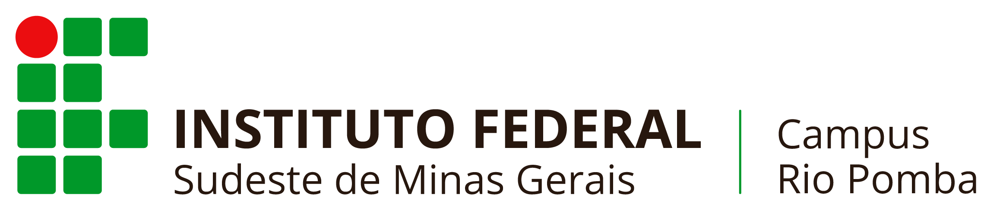 INSTITUTO FEDERAL
Sudeste de Minas Gerais
Campus
Rio Pomba